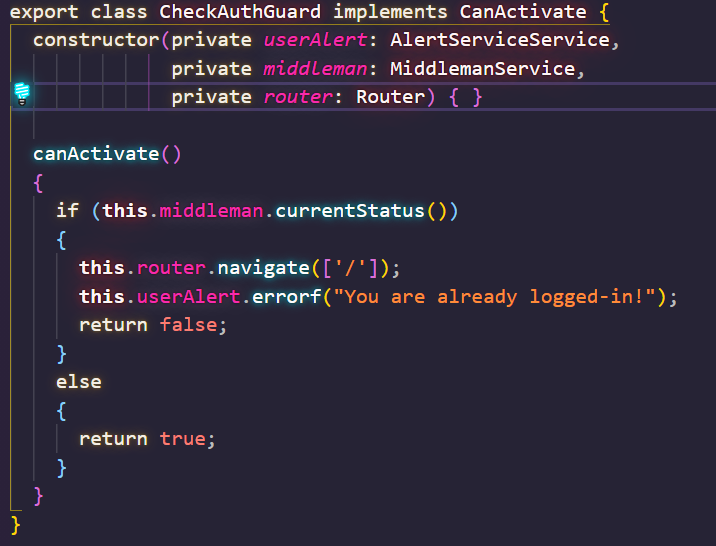 export class CheckAuthGuard implements CanActivate {
constructor(private userAlert: AlertServiceService,
private middleman: MiddlemanService,
private router: Router) { }
canActivate()
{
if (this.middleman.currentStatus())
{
this.router.navigate(['/']);
this.userAlert.errorf("You are already logged-in!");
return false;
}
else
{
return true;
}
}
}